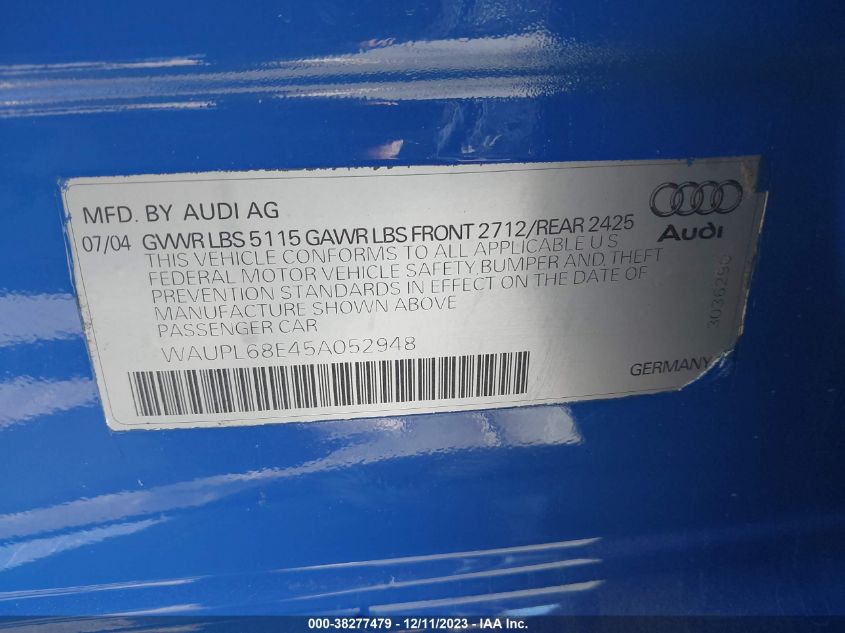 MFD. BY AUDI AG
07/04 GVWR LBS 5115 GAWR LBS FRONT 2712/REAR 2425
THIS VEHICLE CONFORMS TO ALL APPLICABLE U S
FEDERAL MOTOR VEHICLE SAFETY, BUMPER AND THEFT
PREVENTION STANDARDS IN EFFECT ON THE DATE OF
MANUFACTURE SHOWN ABOVE
PASSENGER CAR
WAUPL68E45A052948
Audi
3036290
GERMANY
000-38277479 - 12/11/2023 - IAA Inc.